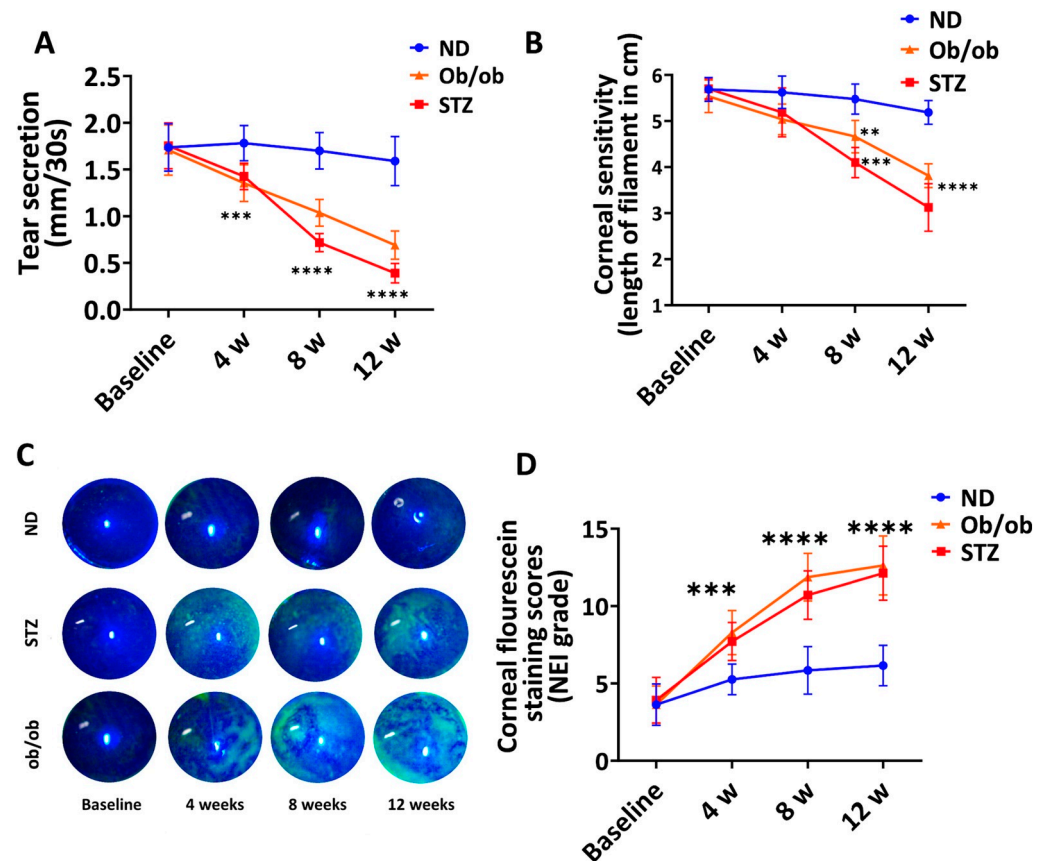 A
ND
Ob/ob
STZ
Tear secretion
(mm/30s)
2.5
2.0
1.5
1.0
0.5
0.0
***
****
****
Baseline
4 w
8 w
12 w
B
ND
Ob/ob
STZ
Corneal sensitivity
(length of filament in cm)
6
5
4
3
2
1
**
***
****
Baseline
4 w
8 w
12 w
C
ND
STZ
ob/ob
Baseline
4 weeks
8 weeks
12 weeks
D
ND
Ob/ob
STZ
Corneal flourescein
staining scores
(NEI grade)
15
10
5
0
***
****
****
Baseline
4 w
8 w
12 w